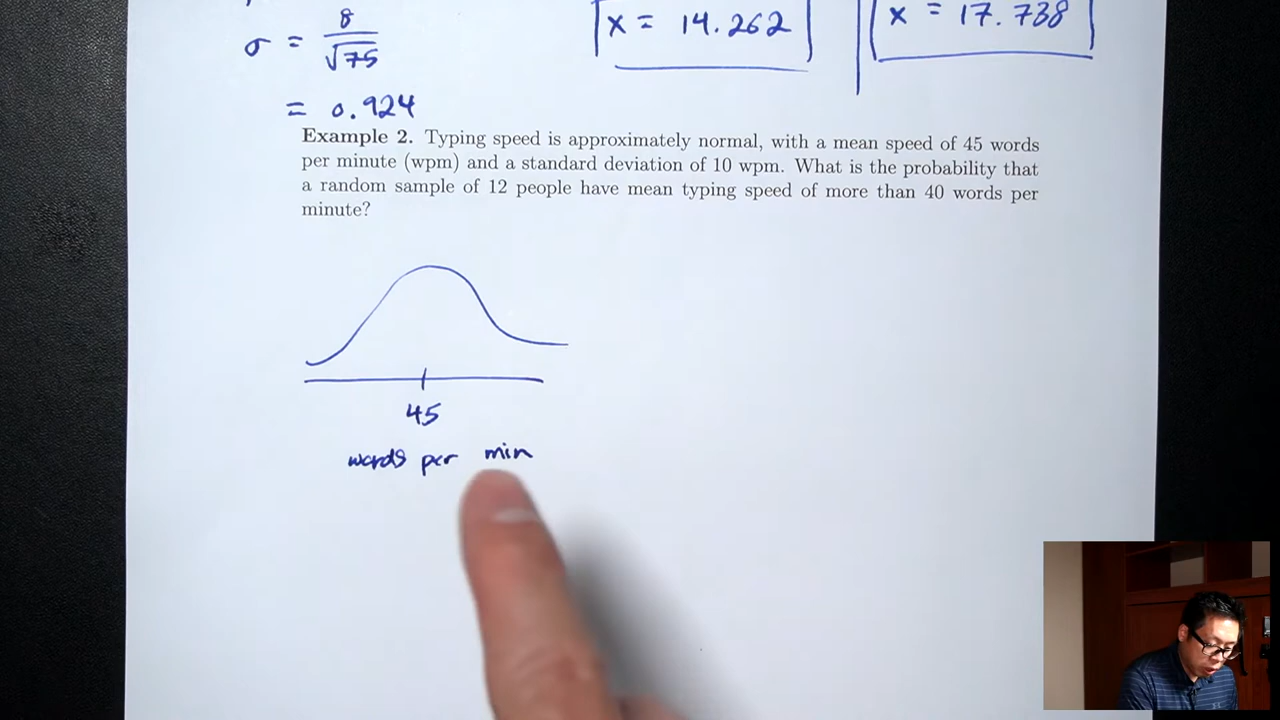 σ = 8/√75
= 0.924
x = 14.262
x = 17.738
Example 2. Typing speed is approximately normal, with a mean speed of 45 words
per minute (wpm) and a standard deviation of 10 wpm. What is the probability that
a random sample of 12 people have mean typing speed of more than 40 words per
minute?
45
words per min